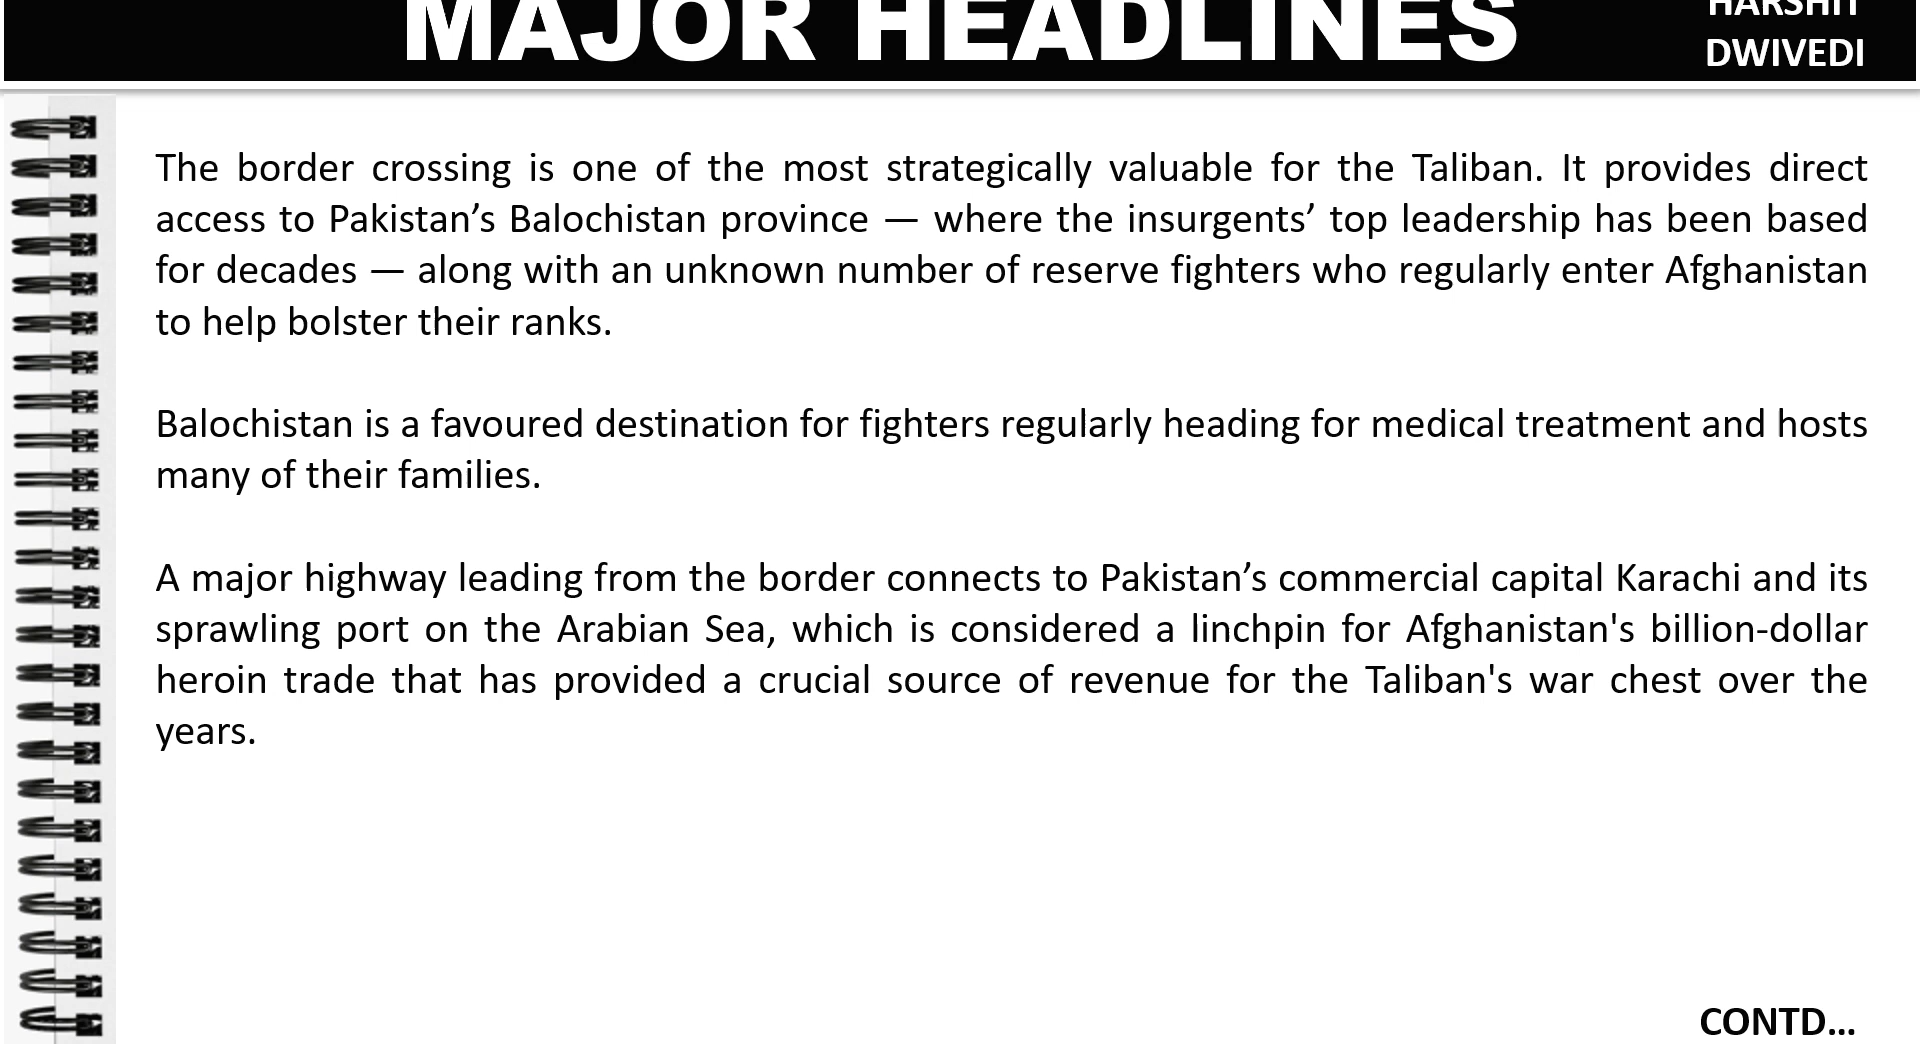 MAJOR HEADLINES
HARSHIT
DWIVEDI
The border crossing is one of the most strategically valuable for the Taliban. It provides direct
access to Pakistan’s Balochistan province — where the insurgents’ top leadership has been based
for decades — along with an unknown number of reserve fighters who regularly enter Afghanistan
to help bolster their ranks.
Balochistan is a favoured destination for fighters regularly heading for medical treatment and hosts
many of their families.
A major highway leading from the border connects to Pakistan’s commercial capital Karachi and its
sprawling port on the Arabian Sea, which is considered a linchpin for Afghanistan's billion-dollar
heroin trade that has provided a crucial source of revenue for the Taliban's war chest over the
years.
CONTD...